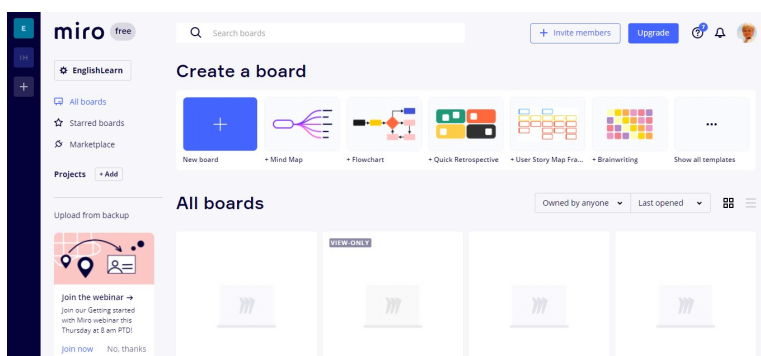 E
miro free
Search boards
+ Invite members
Upgrade
?
7
EnglishLearn
Create a board
All boards
Starred boards
Marketplace
Projects + Add
New board
+ Mind Map
+ Flowchart
+ Quick Retrospective
+ User Story Map Fra...
+ Brainwriting
Show all templates
All boards
Owned by anyone
Last opened
Upload from backup
VIEW-ONLY
Join the webinar →
Join our Getting started
with Miro webinar this
Thursday at 8 am PTD!
Join now No, thanks